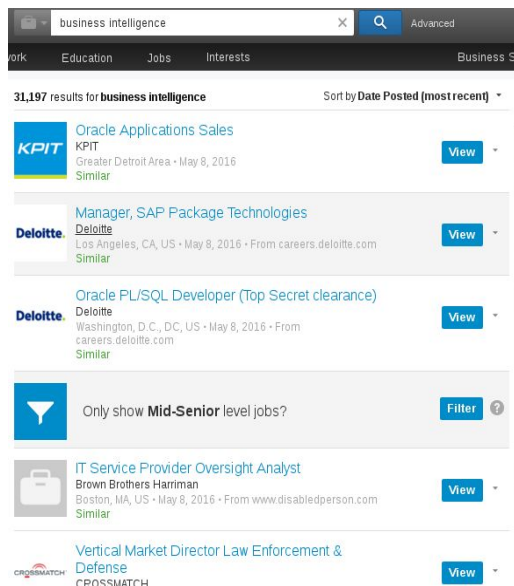 business intelligence
Advanced
work Education Jobs Interests Business S
31,197 results for business intelligence Sort by Date Posted (most recent)
KPIT
Oracle Applications Sales
KPIT
Greater Detroit Area • May 8, 2016
Similar
View
Deloitte.
Manager, SAP Package Technologies
Deloitte
Los Angeles, CA, US • May 8, 2016 • From careers.deloitte.com
Similar
View
Deloitte.
Oracle PL/SQL Developer (Top Secret clearance)
Deloitte
Washington, D.C., DC, US • May 8, 2016 • From
careers.deloitte.com
Similar
View
Only show Mid-Senior level jobs?
Filter ?
IT Service Provider Oversight Analyst
Brown Brothers Harriman
Boston, MA, US • May 8, 2016 • From www.disabledperson.com
Similar
View
CROSSMATCH
Vertical Market Director Law Enforcement &
Defense
CROSSMATCH
View